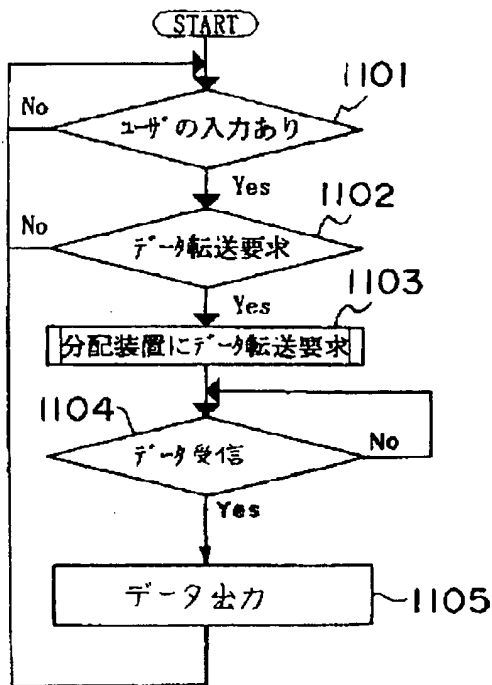 START
1101
No
ユーザの入力あり
Yes
1102
No
データ転送要求
Yes
1103
分配装置にデータ転送要求
1104
No
データ受信
Yes
データ出力
1105